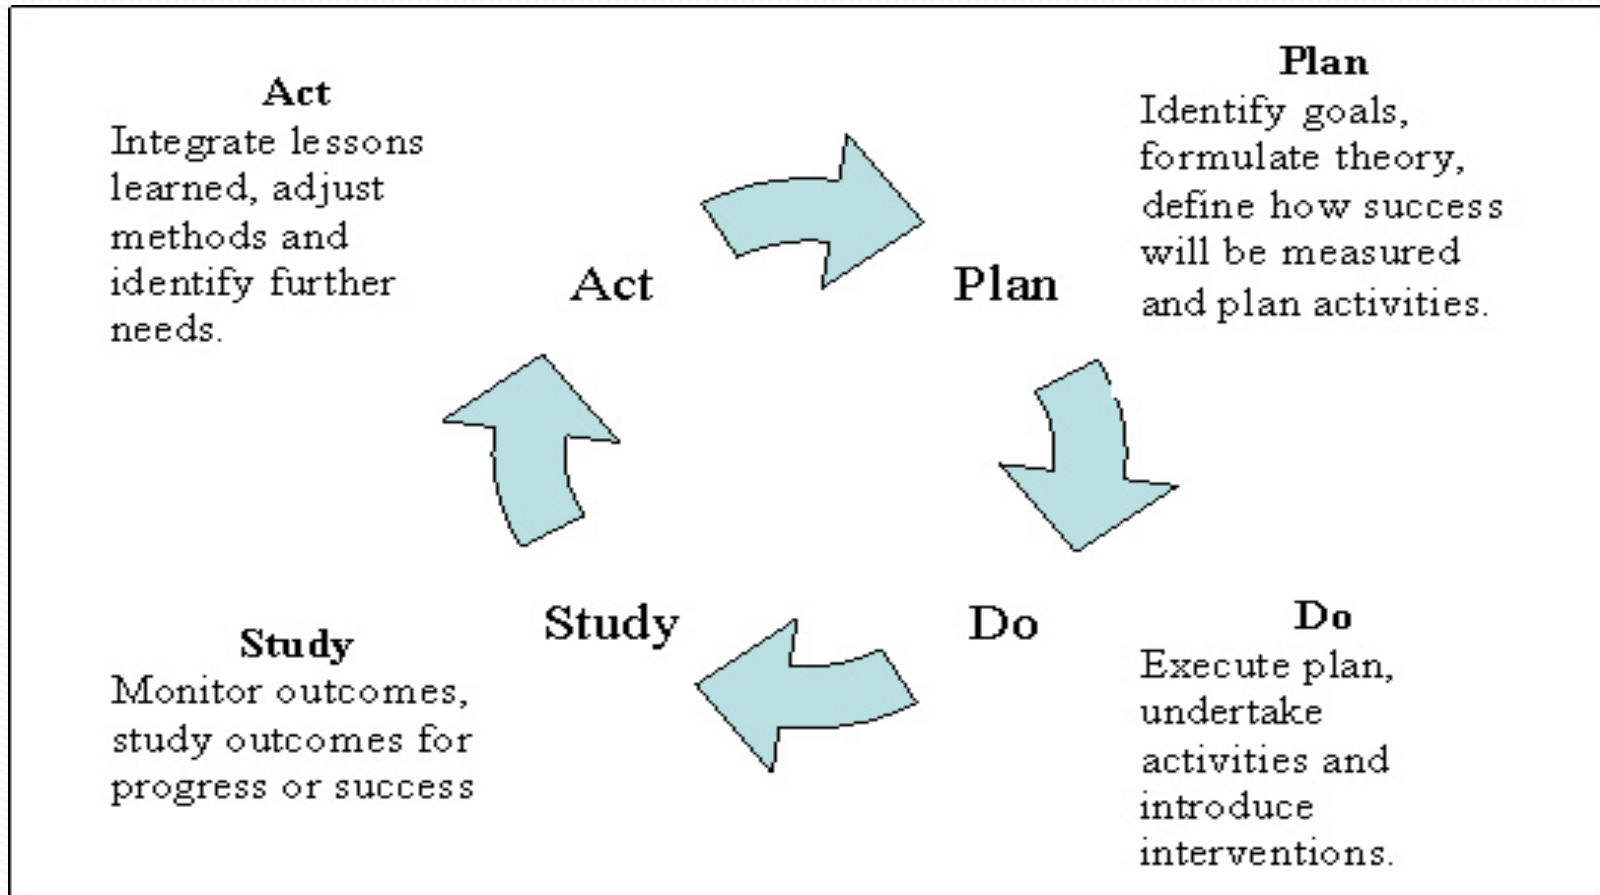 Act
Integrate lessons
learned, adjust
methods and
identify further
needs.
Plan
Identify goals,
formulate theory,
define how success
will be measured
and plan activities.
Act
Plan
Study
Do
Study
Monitor outcomes,
study outcomes for
progress or success
Do
Execute plan,
undertake
activities and
introduce
interventions.